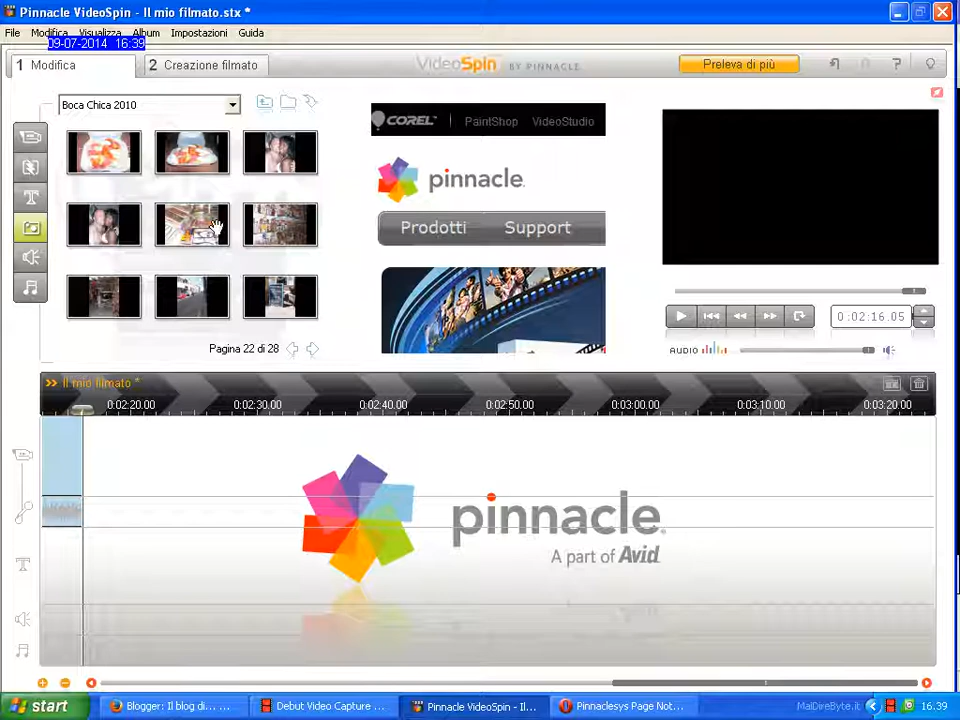 Pinnacle VideoSpin - Il mio filmato.stx *
File Modifica Visualizza Album Impostazioni Guida
09-07-2014 16:39
1 Modifica
2 Creazione filmato
VideoSpin BY PINNACLE
Preleva di più
?
Boca Chica 2010
COREL PaintShop VideoStudio
pinnacle
Prodotti Support
0:02:16.05
Pagina 22 di 28
AUDIO
Il mio filmato *
0:02:20.00 0:02:30.00 0:02:40.00 0:02:50.00 0:03:00.00 0:03:10.00 0:03:20.00
pinnacle
A part of Avid
T
start
Blogger: Il blog di...
Debut Video Capture ...
Pinnacle VideoSpin - Il...
Pinnaclesys Page Not...
MalDireByte.it
16.39